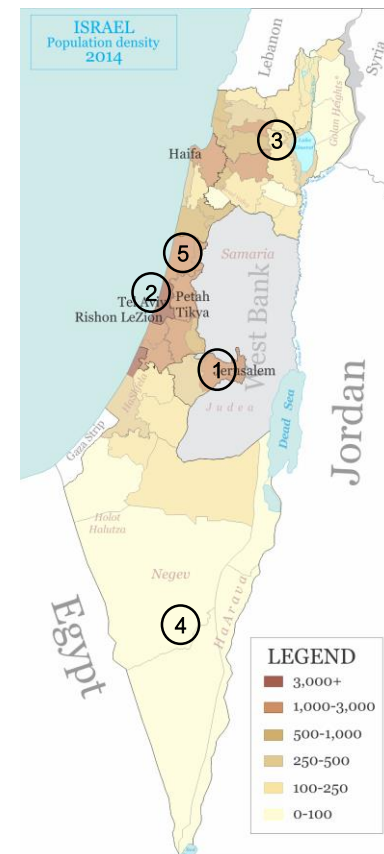 ISRAEL
Population density
2014
Lebanon
Syria
Golan Heights*
3
Haifa
5
Samaria
2
Tel Aviv
Petah
Tikya
Rishon LeZion
West Bank
1
Jerusalem
Judea
Dead Sea
Jordan
Gaza Strip
Holot
Halutza
Negev
4
HaArava
Egypt
LEGEND
3,000+
1,000-3,000
500-1,000
250-500
100-250
0-100